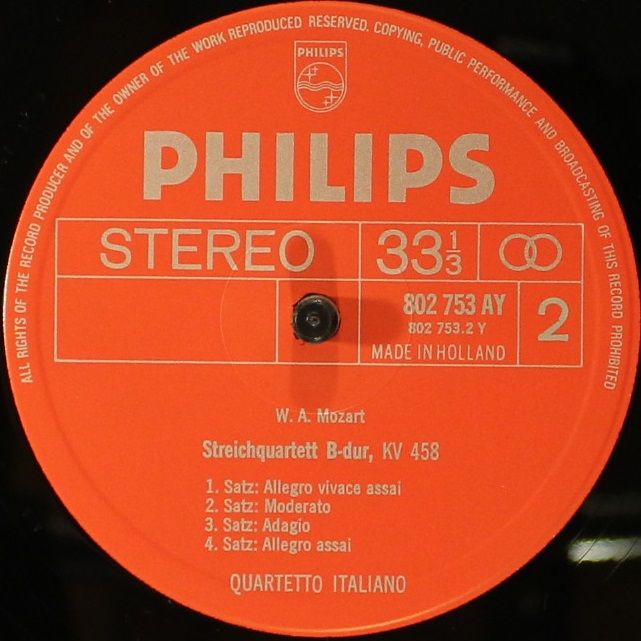 ALL RIGHTS OF THE RECORD PRODUCER AND OF THE OWNER OF THE WORK REPRODUCED RESERVED. COPYING, PUBLIC PERFORMANCE AND BROADCASTING OF THIS RECORD PROHIBITED
PHILIPS
PHILIPS
STEREO 33 1/3
802 753 AY
802 753.2 Y
2
MADE IN HOLLAND
W. A. Mozart
Streichquartett B-dur, KV 458
1. Satz: Allegro vivace assai
2. Satz: Moderato
3. Satz: Adagio
4. Satz: Allegro assai
QUARTETTO ITALIANO